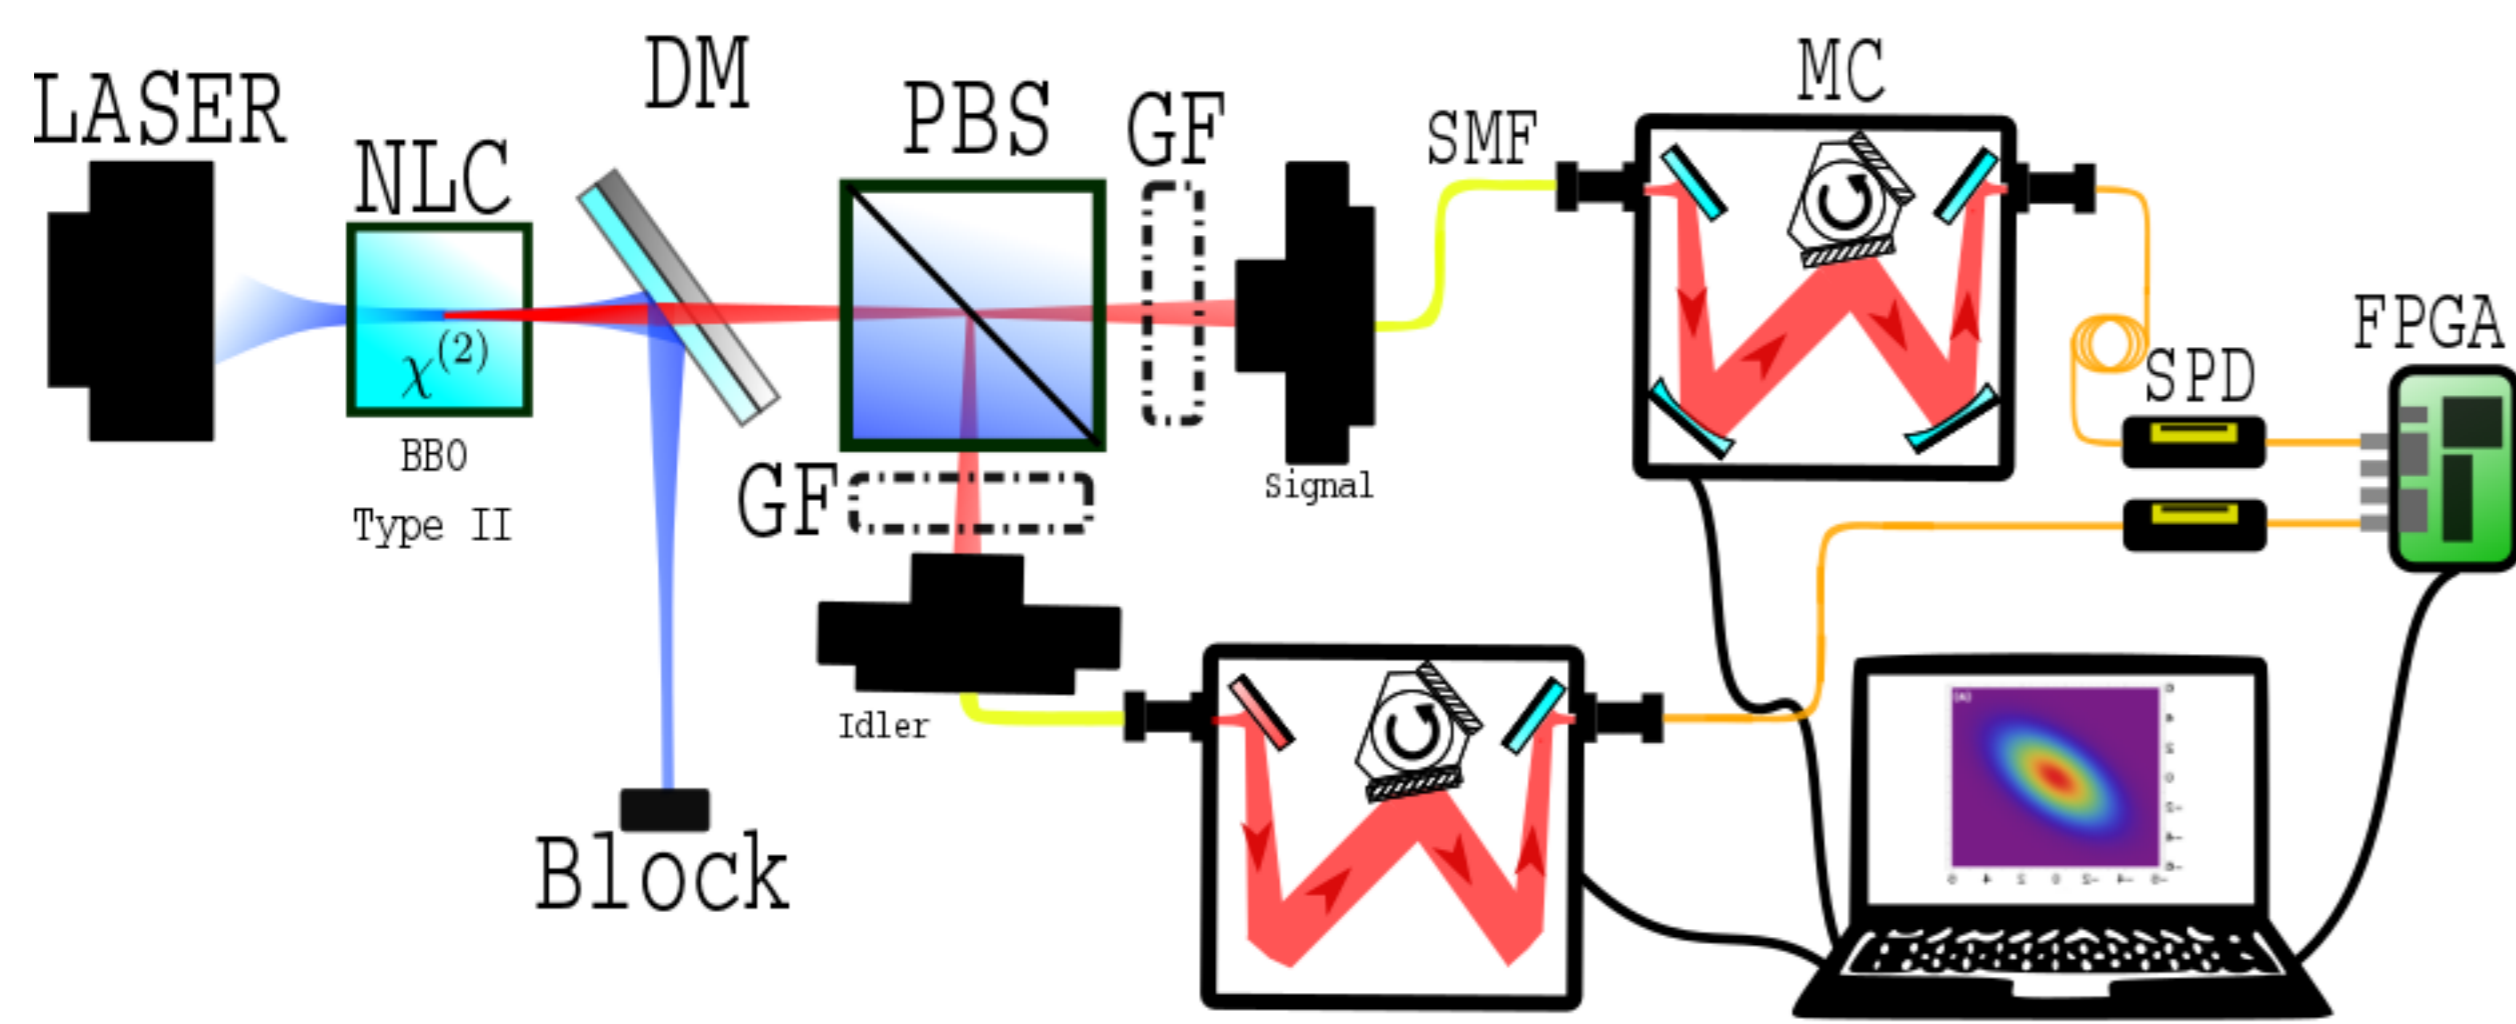 LASER
NLC
χ(2)
BBO
Type II
DM
PBS
GF
GF
Signal
Idler
Block
SMF
MC
SPD
FPGA